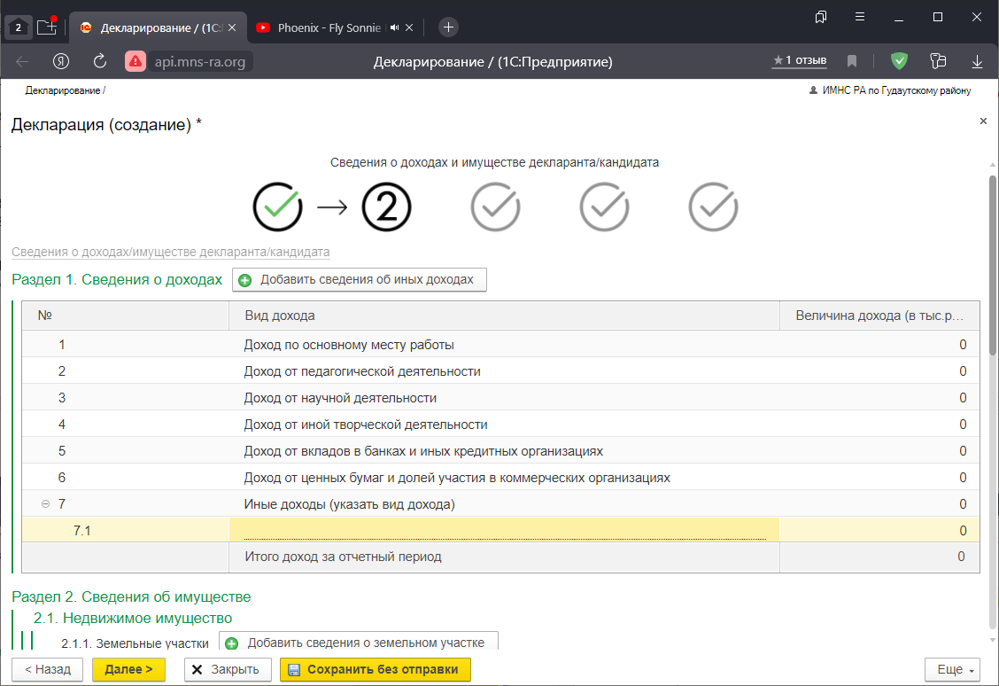 2
Декларирование / (1С:
Phoenix - Fly Sonnie
api.mns-ra.org
Декларирование / (1С:Предприятие)
★ 1 отзыв
Декларирование /
ИМНС РА по Гудаутскому району
Декларация (создание) *
Сведения о доходах и имуществе декларанта/кандидата
2
Сведения о доходах/имуществе декларанта/кандидата
Раздел 1. Сведения о доходах
Добавить сведения об иных доходах
№ Вид дохода Величина дохода (в тыс.р...
1 Доход по основному месту работы 0
2 Доход от педагогической деятельности 0
3 Доход от научной деятельности 0
4 Доход от иной творческой деятельности 0
5 Доход от вкладов в банках и иных кредитных организациях 0
6 Доход от ценных бумаг и долей участия в коммерческих организациях 0
7 Иные доходы (указать вид дохода) 0
7.1 0
Итого доход за отчетный период 0
Раздел 2. Сведения об имуществе
2.1. Недвижимое имущество
2.1.1. Земельные участки
Добавить сведения о земельном участке
< Назад
Далее >
Закрыть
Сохранить без отправки
Еще